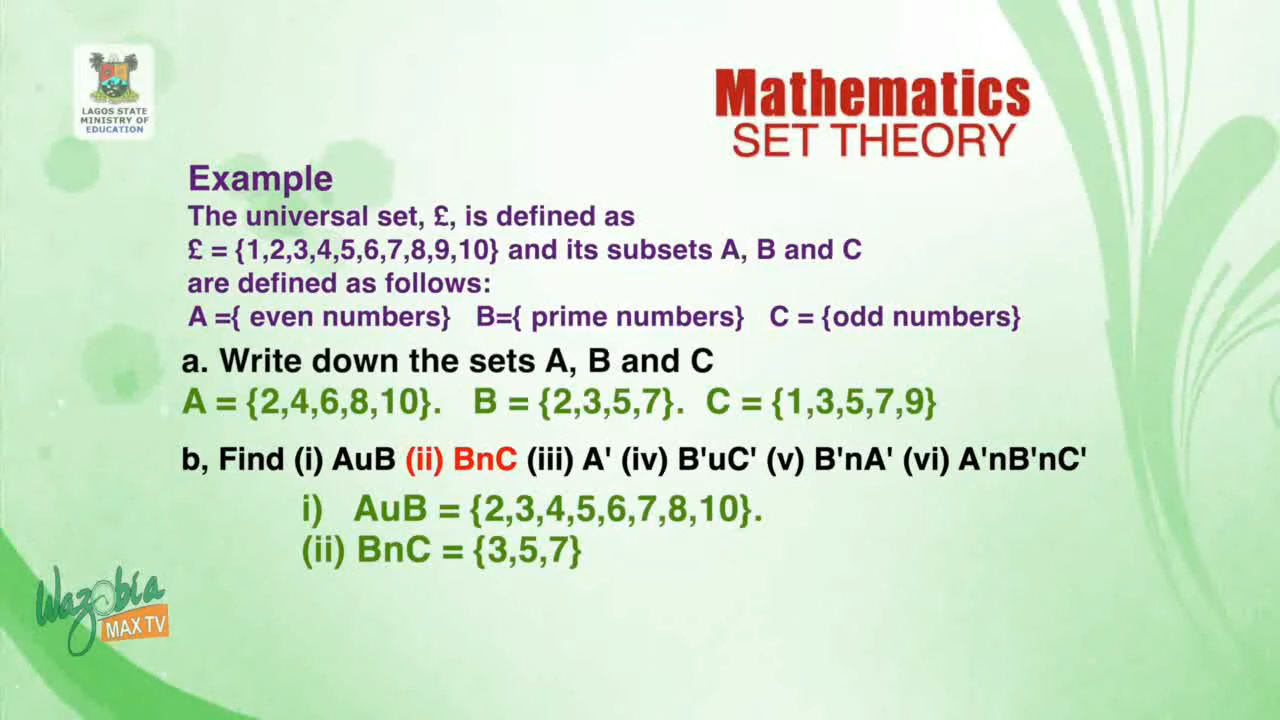 LAGOS STATE
MINISTRY OF
EDUCATION
Mathematics
SET THEORY
Example
The universal set, £, is defined as
£ = {1,2,3,4,5,6,7,8,9,10} and its subsets A, B and C
are defined as follows:
A ={ even numbers} B={ prime numbers} C = {odd numbers}
a. Write down the sets A, B and C
A = {2,4,6,8,10}. B = {2,3,5,7}. C = {1,3,5,7,9}
b, Find (i) AuB (ii) BnC (iii) A' (iv) B'uC' (v) B'nA' (vi) A'nB'nC'
i) AuB = {2,3,4,5,6,7,8,10}.
(ii) BnC = {3,5,7}
Wazobia
MAX TV